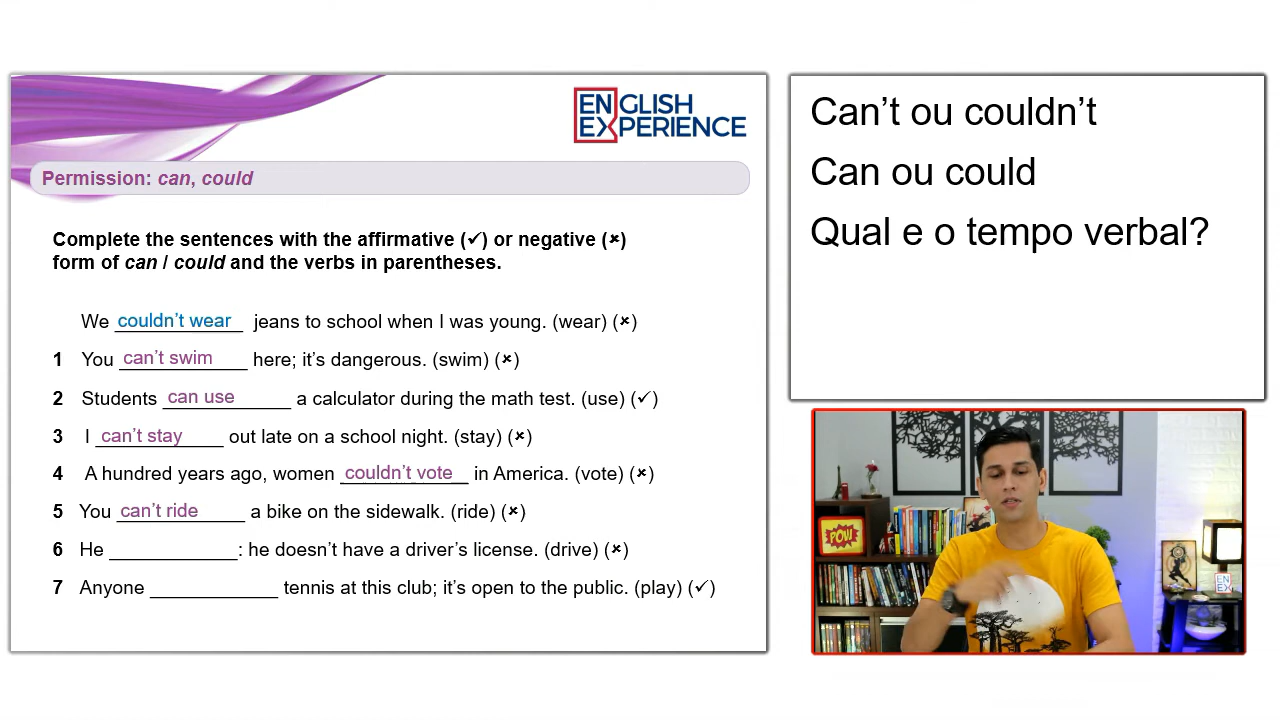 ENGLISH
EXPERIENCE
Permission: can, could
Complete the sentences with the affirmative (✓) or negative (×)
form of can / could and the verbs in parentheses.
We couldn't wear jeans to school when I was young. (wear) (×)
1 You can't swim here; it's dangerous. (swim) (×)
2 Students can use a calculator during the math test. (use) (✓)
3 I can't stay out late on a school night. (stay) (×)
4 A hundred years ago, women couldn't vote in America. (vote) (×)
5 You can't ride a bike on the sidewalk. (ride) (×)
6 He ____________: he doesn't have a driver's license. (drive) (×)
7 Anyone ____________ tennis at this club; it's open to the public. (play) (✓)
Can't ou couldn't
Can ou could
Qual e o tempo verbal?
POW!
EN
EX